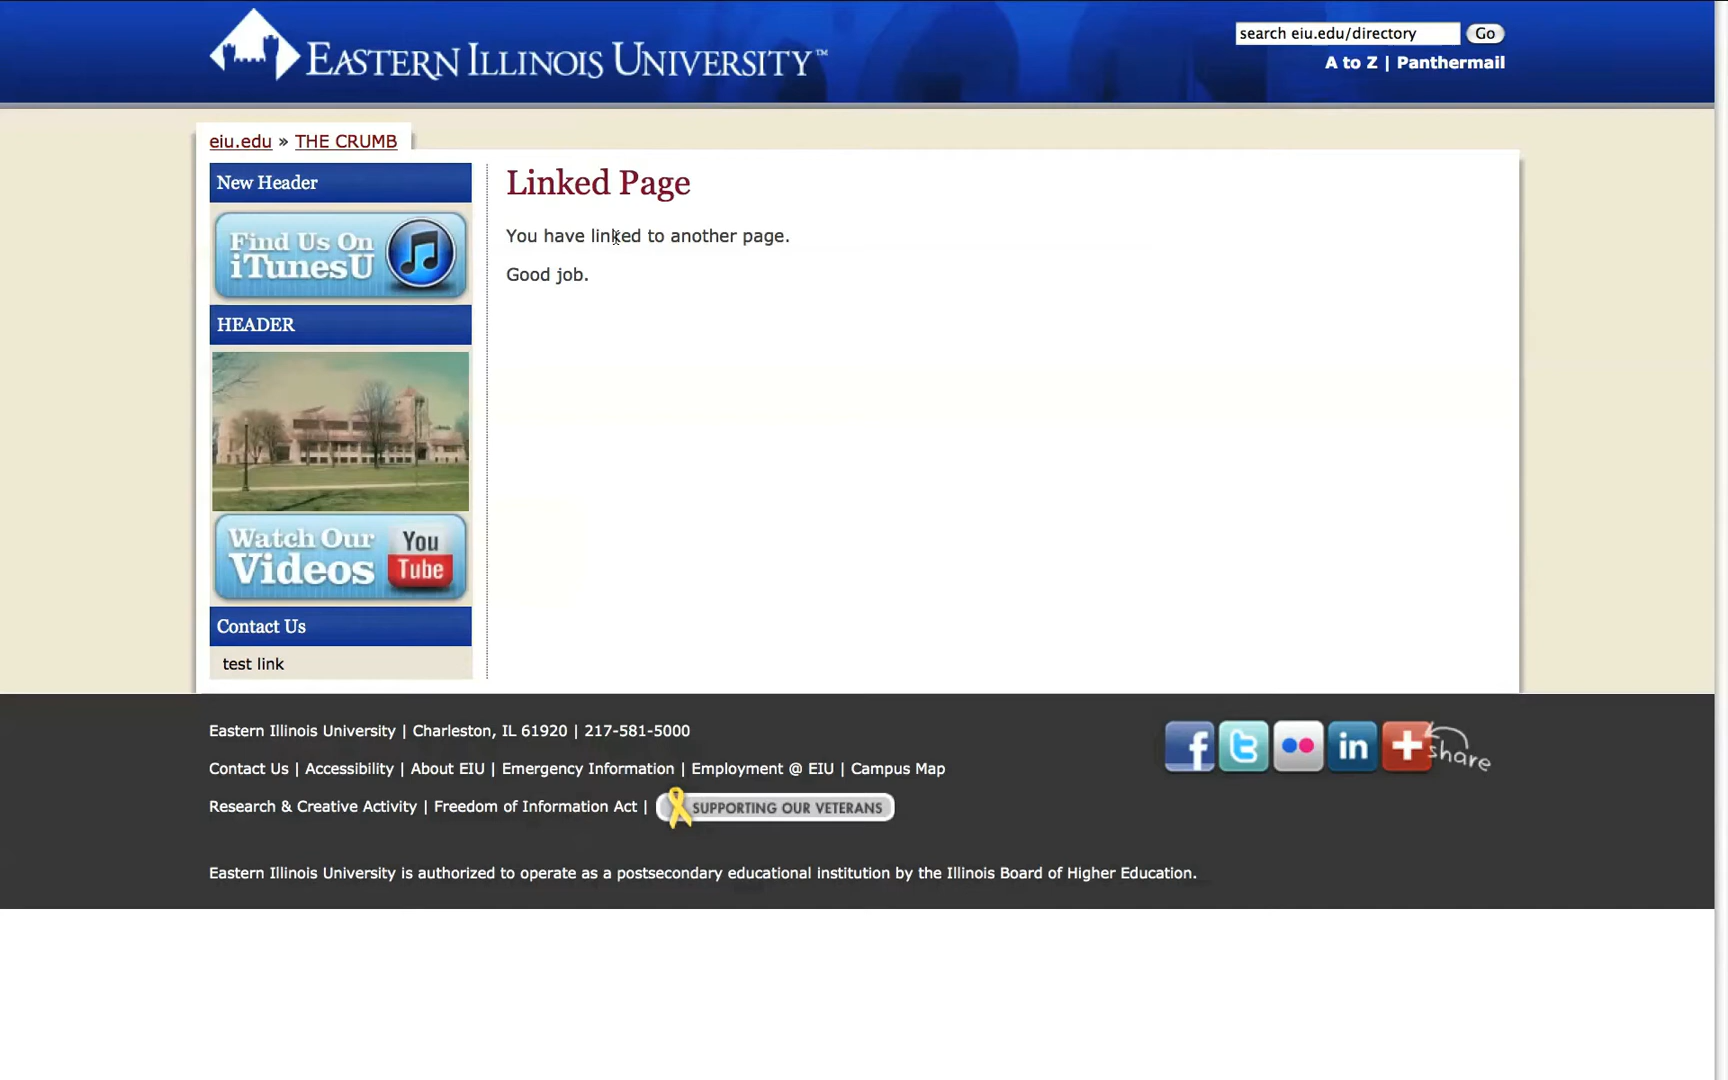 EASTERN ILLINOIS UNIVERSITY™
search eiu.edu/directory Go
A to Z | Panthermail
eiu.edu » THE CRUMB
New Header
Find Us On
iTunesU
HEADER
Watch Our
Videos
You
Tube
Contact Us
test link
Linked Page
You have linked to another page.
Good job.
Eastern Illinois University | Charleston, IL 61920 | 217-581-5000
Contact Us | Accessibility | About EIU | Emergency Information | Employment @ EIU | Campus Map
Research & Creative Activity | Freedom of Information Act | SUPPORTING OUR VETERANS
Eastern Illinois University is authorized to operate as a postsecondary educational institution by the Illinois Board of Higher Education.
f t in + share